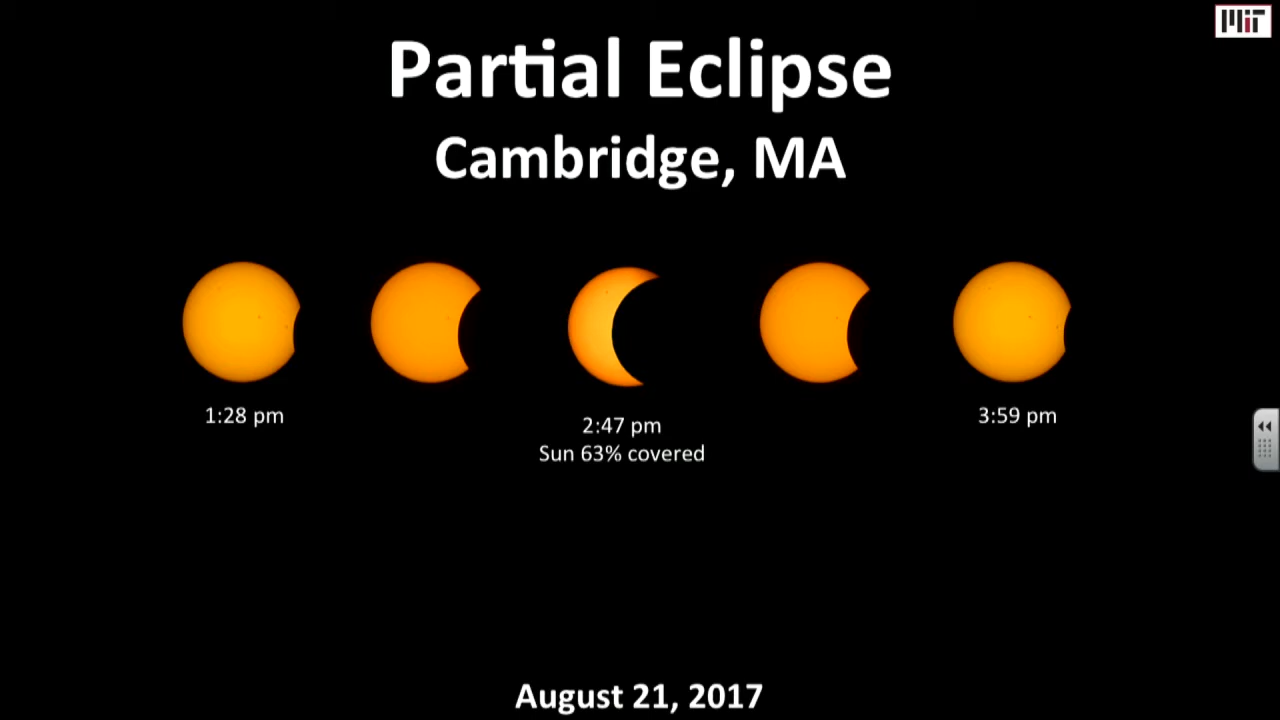 MIT
Partial Eclipse
Cambridge, MA
1:28 pm
2:47 pm
3:59 pm
Sun 63% covered
August 21, 2017